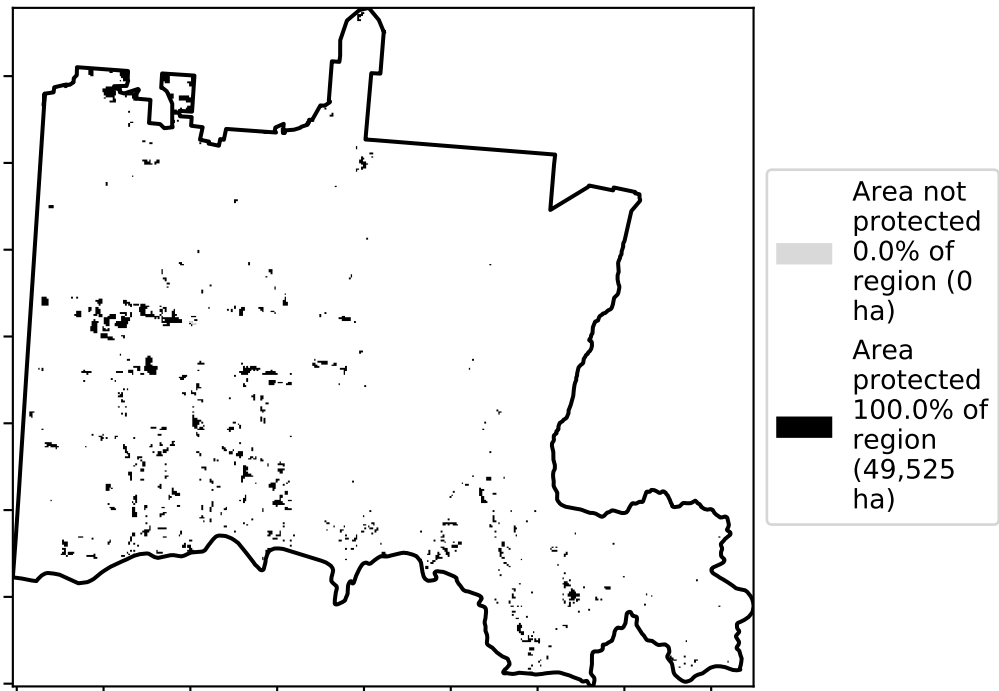 Area not
protected
0.0% of
region (0
ha)
Area
protected
100.0% of
region
(49,525
ha)